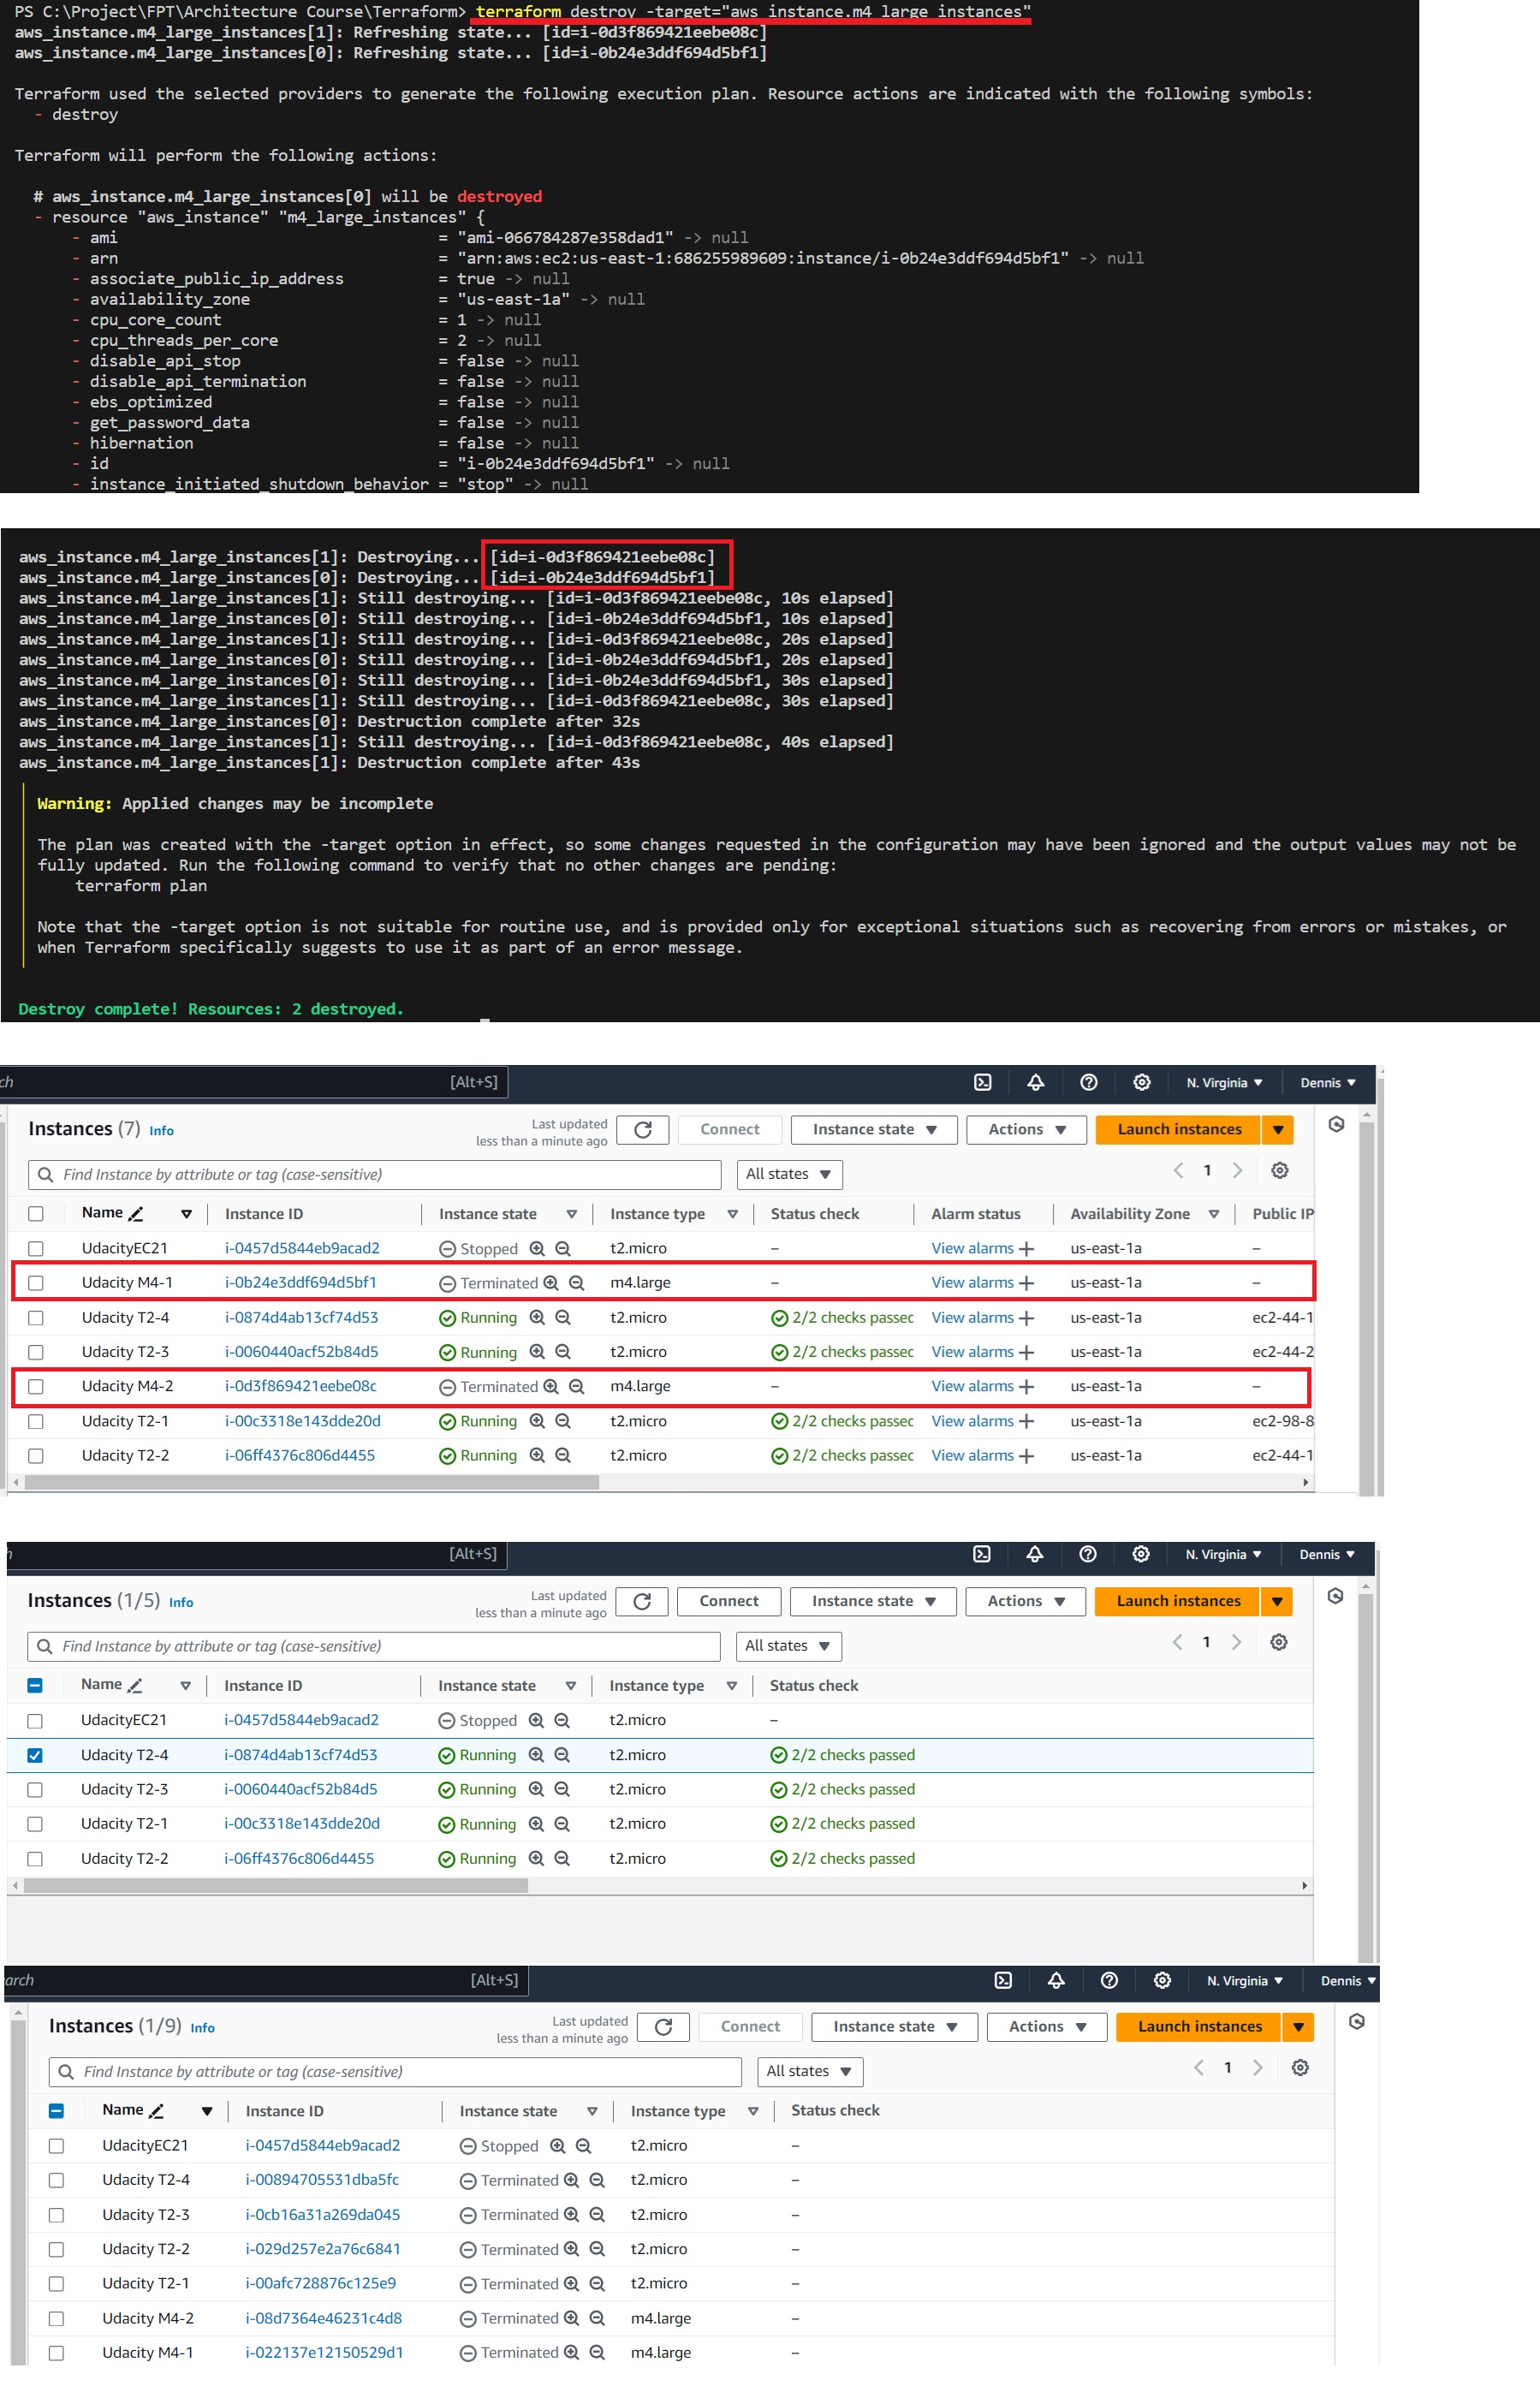 PS C:\Project\FPT\Architecture Course\Terraform> terraform destroy -target="aws_instance.m4_large_instances"
aws_instance.m4_large_instances[1]: Refreshing state... [id=i-0d3f869421eebe08c]
aws_instance.m4_large_instances[0]: Refreshing state... [id=i-0b24e3ddf694d5bf1]
Terraform used the selected providers to generate the following execution plan. Resource actions are indicated with the following symbols:
- destroy
Terraform will perform the following actions:
# aws_instance.m4_large_instances[0] will be destroyed
- resource "aws_instance" "m4_large_instances" {
- ami = "ami-066784287e358dad1" -> null
- arn = "arn:aws:ec2:us-east-1:686255989609:instance/i-0b24e3ddf694d5bf1" -> null
- associate_public_ip_address = true -> null
- availability_zone = "us-east-1a" -> null
- cpu_core_count = 1 -> null
- cpu_threads_per_core = 2 -> null
- disable_api_stop = false -> null
- disable_api_termination = false -> null
- ebs_optimized = false -> null
- get_password_data = false -> null
- hibernation = false -> null
- id = "i-0b24e3ddf694d5bf1" -> null
- instance_initiated_shutdown_behavior = "stop" -> null
aws_instance.m4_large_instances[1]: Destroying... [id=i-0d3f869421eebe08c]
aws_instance.m4_large_instances[0]: Destroying... [id=i-0b24e3ddf694d5bf1]
aws_instance.m4_large_instances[1]: Still destroying... [id=i-0d3f869421eebe08c, 10s elapsed]
aws_instance.m4_large_instances[0]: Still destroying... [id=i-0b24e3ddf694d5bf1, 10s elapsed]
aws_instance.m4_large_instances[1]: Still destroying... [id=i-0d3f869421eebe08c, 20s elapsed]
aws_instance.m4_large_instances[0]: Still destroying... [id=i-0b24e3ddf694d5bf1, 20s elapsed]
aws_instance.m4_large_instances[0]: Still destroying... [id=i-0b24e3ddf694d5bf1, 30s elapsed]
aws_instance.m4_large_instances[1]: Still destroying... [id=i-0d3f869421eebe08c, 30s elapsed]
aws_instance.m4_large_instances[0]: Destruction complete after 32s
aws_instance.m4_large_instances[1]: Still destroying... [id=i-0d3f869421eebe08c, 40s elapsed]
aws_instance.m4_large_instances[1]: Destruction complete after 43s
Warning: Applied changes may be incomplete
The plan was created with the -target option in effect, so some changes requested in the configuration may have been ignored and the output values may not be
fully updated. Run the following command to verify that no other changes are pending:
terraform plan
Note that the -target option is not suitable for routine use, and is provided only for exceptional situations such as recovering from errors or mistakes, or
when Terraform specifically suggests to use it as part of an error message.
Destroy complete! Resources: 2 destroyed.
ch [Alt+S] N. Virginia Dennis
Instances (7) Info Last updated less than a minute ago Connect Instance state Actions Launch instances
Find Instance by attribute or tag (case-sensitive) All states 1
Name Instance ID Instance state Instance type Status check Alarm status Availability Zone Public IP
UdacityEC21 i-0457d5844eb9acad2 Stopped t2.micro – View alarms + us-east-1a –
Udacity M4-1 i-0b24e3ddf694d5bf1 Terminated m4.large – View alarms + us-east-1a –
Udacity T2-4 i-0874d4ab13cf74d53 Running t2.micro 2/2 checks passec View alarms + us-east-1a ec2-44-1
Udacity T2-3 i-0060440acf52b84d5 Running t2.micro 2/2 checks passec View alarms + us-east-1a ec2-44-2
Udacity M4-2 i-0d3f869421eebe08c Terminated m4.large – View alarms + us-east-1a –
Udacity T2-1 i-00c3318e143dde20d Running t2.micro 2/2 checks passec View alarms + us-east-1a ec2-98-8
Udacity T2-2 i-06ff4376c806d4455 Running t2.micro 2/2 checks passec View alarms + us-east-1a ec2-44-1
h [Alt+S] N. Virginia Dennis
Instances (1/5) Info Last updated less than a minute ago Connect Instance state Actions Launch instances
Find Instance by attribute or tag (case-sensitive) All states 1
Name Instance ID Instance state Instance type Status check
UdacityEC21 i-0457d5844eb9acad2 Stopped t2.micro –
Udacity T2-4 i-0874d4ab13cf74d53 Running t2.micro 2/2 checks passed
Udacity T2-3 i-0060440acf52b84d5 Running t2.micro 2/2 checks passed
Udacity T2-1 i-00c3318e143dde20d Running t2.micro 2/2 checks passed
Udacity T2-2 i-06ff4376c806d4455 Running t2.micro 2/2 checks passed
arch [Alt+S] N. Virginia Dennis
Instances (1/9) Info Last updated less than a minute ago Connect Instance state Actions Launch instances
Find Instance by attribute or tag (case-sensitive) All states 1
Name Instance ID Instance state Instance type Status check
UdacityEC21 i-0457d5844eb9acad2 Stopped t2.micro –
Udacity T2-4 i-00894705531dba5fc Terminated t2.micro –
Udacity T2-3 i-0cb16a31a269da045 Terminated t2.micro –
Udacity T2-2 i-029d257e2a76c6841 Terminated t2.micro –
Udacity T2-1 i-00afc728876c125e9 Terminated t2.micro –
Udacity M4-2 i-08d7364e46231c4d8 Terminated m4.large –
Udacity M4-1 i-022137e12150529d1 Terminated m4.large –